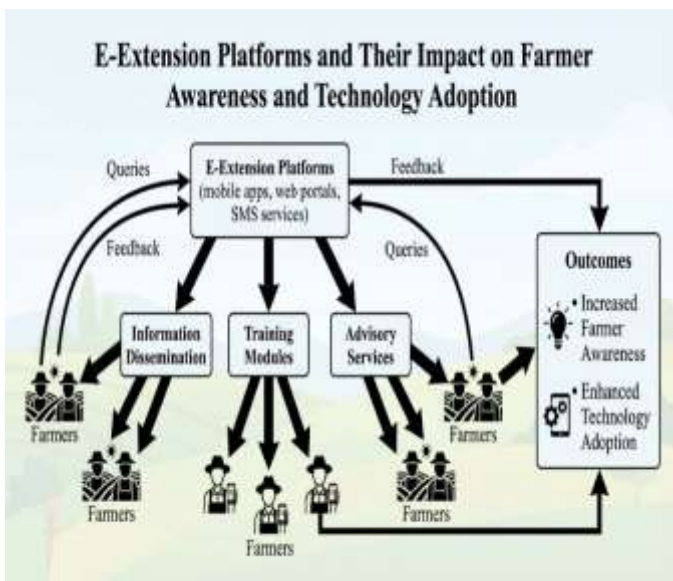 E-Extension Platforms and Their Impact on Farmer
Awareness and Technology Adoption
Queries
E-Extension Platforms
(mobile apps, web portals,
SMS services)
Feedback
Feedback
Queries
Information
Dissemination
Training
Modules
Advisory
Services
Outcomes
• Increased
Farmer
Awareness
• Enhanced
Technology
Adoption
Farmers
Farmers
Farmers
Farmers
Farmers